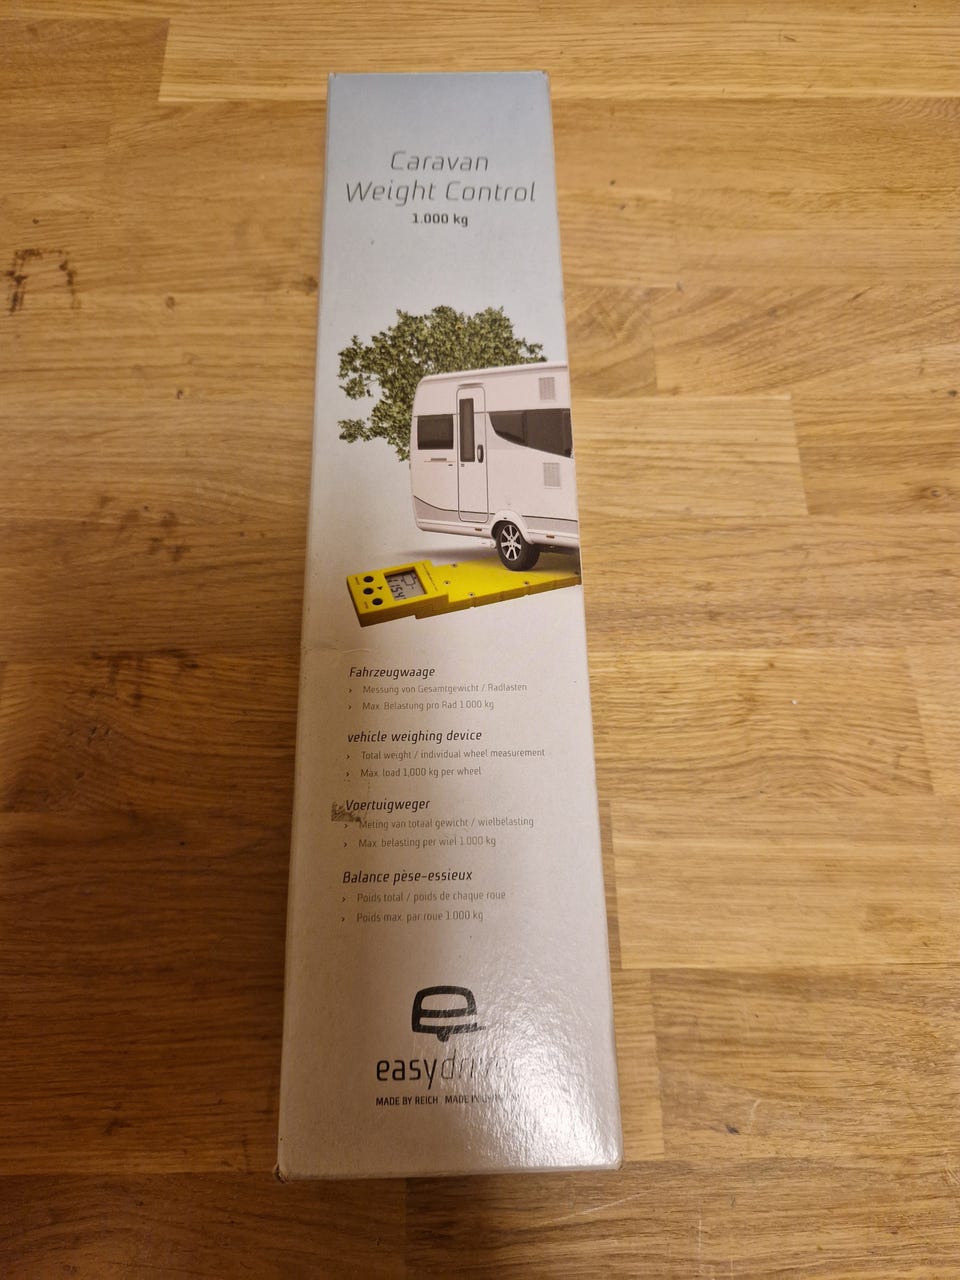 Caravan
Weight Control
1.000 kg
Fahrzeugwaage
› Messung von Gesamtgewicht / Radlasten
› Max. Belastung pro Rad 1.000 kg
vehicle weighing device
› Total weight / individual wheel measurement
› Max. load 1,000 kg per wheel
Voertuigweger
› Meting van totaal gewicht / wielbelasting
› Max. belasting per wiel 1.000 kg
Balance pèse-essieux
› Poids total / poids de chaque roue
› Poids max. par roue 1.000 kg
easydriver
MADE BY REICH . MADE IN